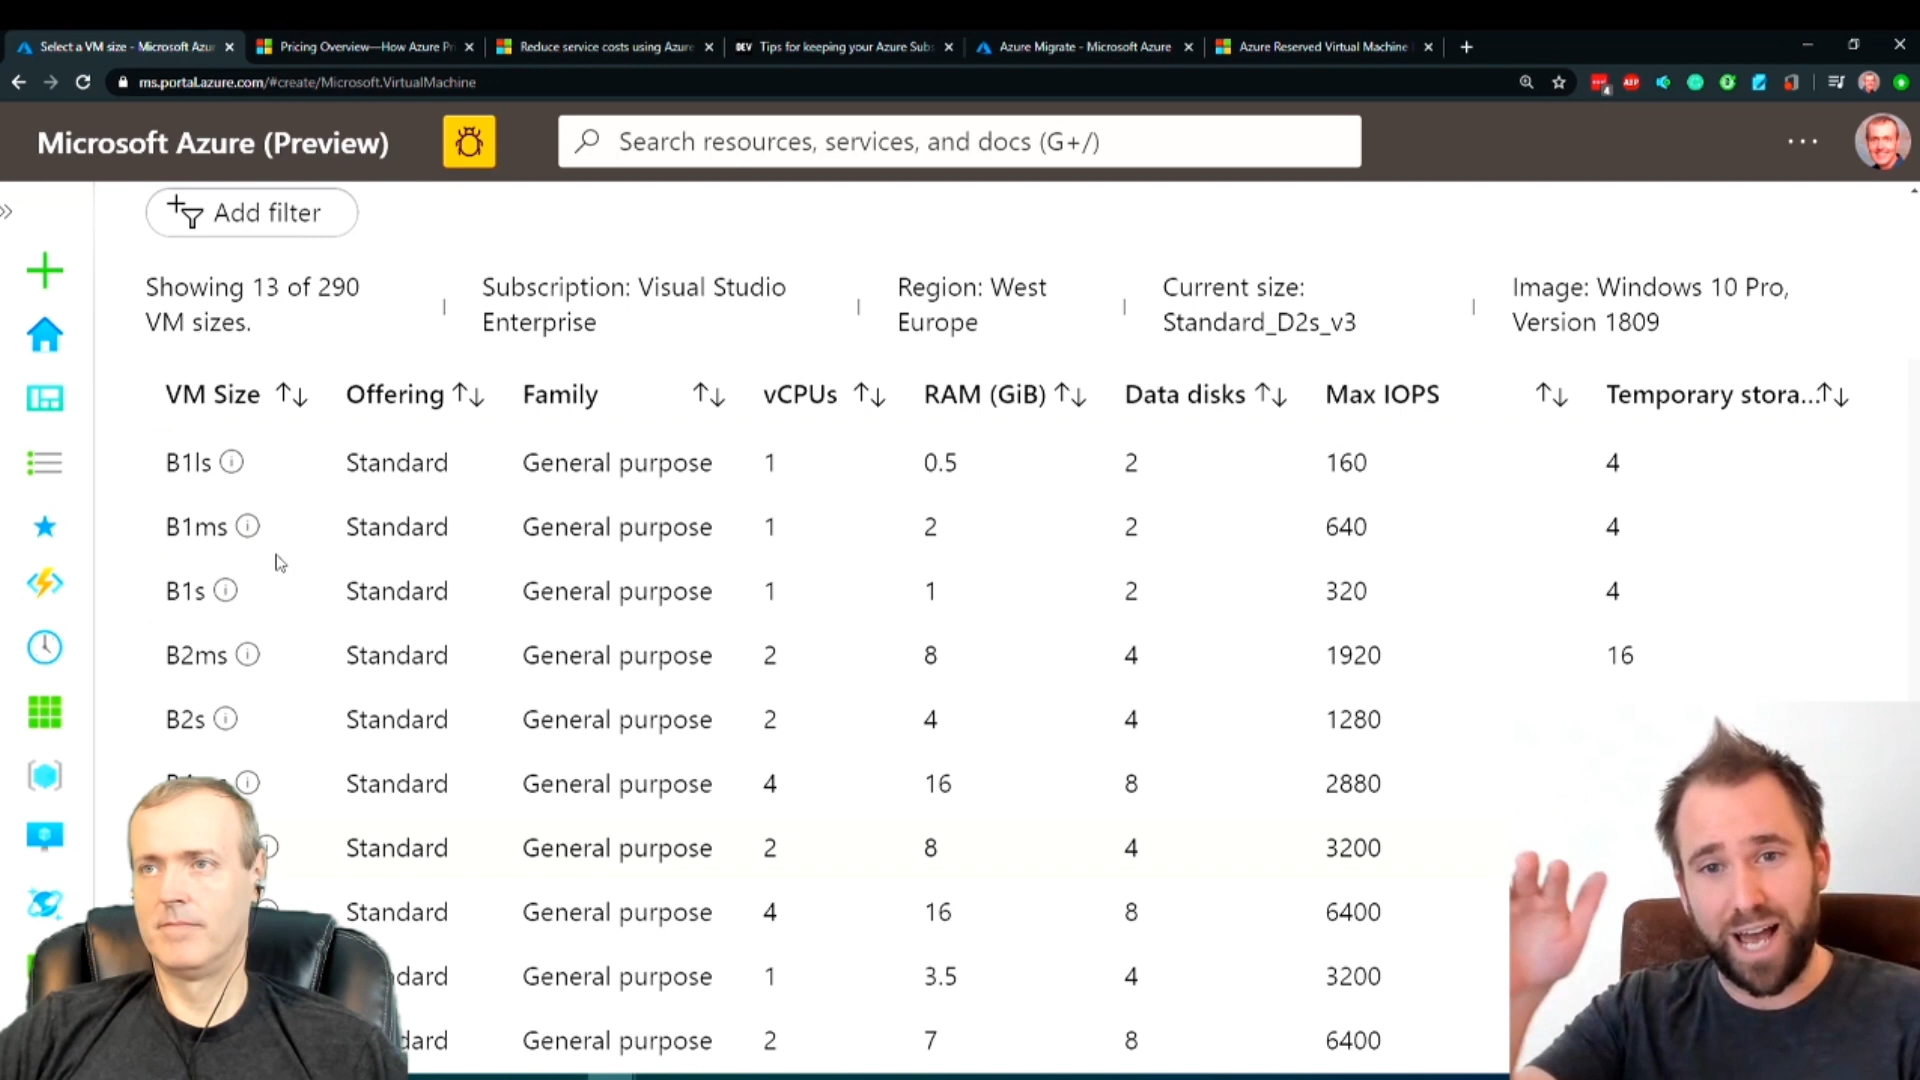 Select a VM size - Microsoft Azur
Pricing Overview—How Azure Pr
Reduce service costs using Azure
DEV Tips for keeping your Azure Subs
Azure Migrate - Microsoft Azure
Azure Reserved Virtual Machine
ms.portal.azure.com/#create/Microsoft.VirtualMachine
Microsoft Azure (Preview)
Search resources, services, and docs (G+/)
Add filter
Showing 13 of 290
VM sizes.
Subscription: Visual Studio
Enterprise
Region: West
Europe
Current size:
Standard_D2s_v3
Image: Windows 10 Pro,
Version 1809
VM Size Offering Family vCPUs RAM (GiB) Data disks Max IOPS Temporary stora...
B1ls Standard General purpose 1 0.5 2 160 4
B1ms Standard General purpose 1 2 2 640 4
B1s Standard General purpose 1 1 2 320 4
B2ms Standard General purpose 2 8 4 1920 16
B2s Standard General purpose 2 4 4 1280
Standard General purpose 4 16 8 2880
Standard General purpose 2 8 4 3200
Standard General purpose 4 16 8 6400
dard General purpose 1 3.5 4 3200
dard General purpose 2 7 8 6400